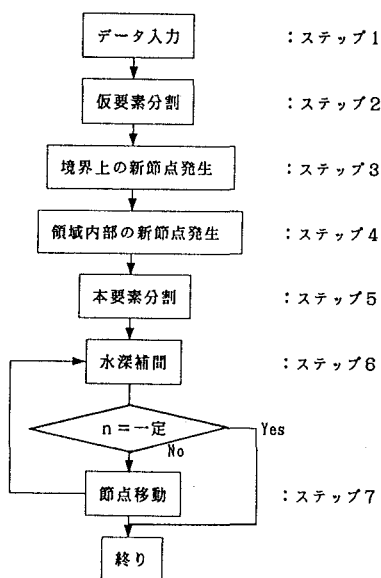 データ入力 :ステップ1
仮要素分割 :ステップ2
境界上の新節点発生 :ステップ3
領域内部の新節点発生 :ステップ4
本要素分割 :ステップ5
水深補間 :ステップ6
n=一定 Yes
No
節点移動 :ステップ7
終り